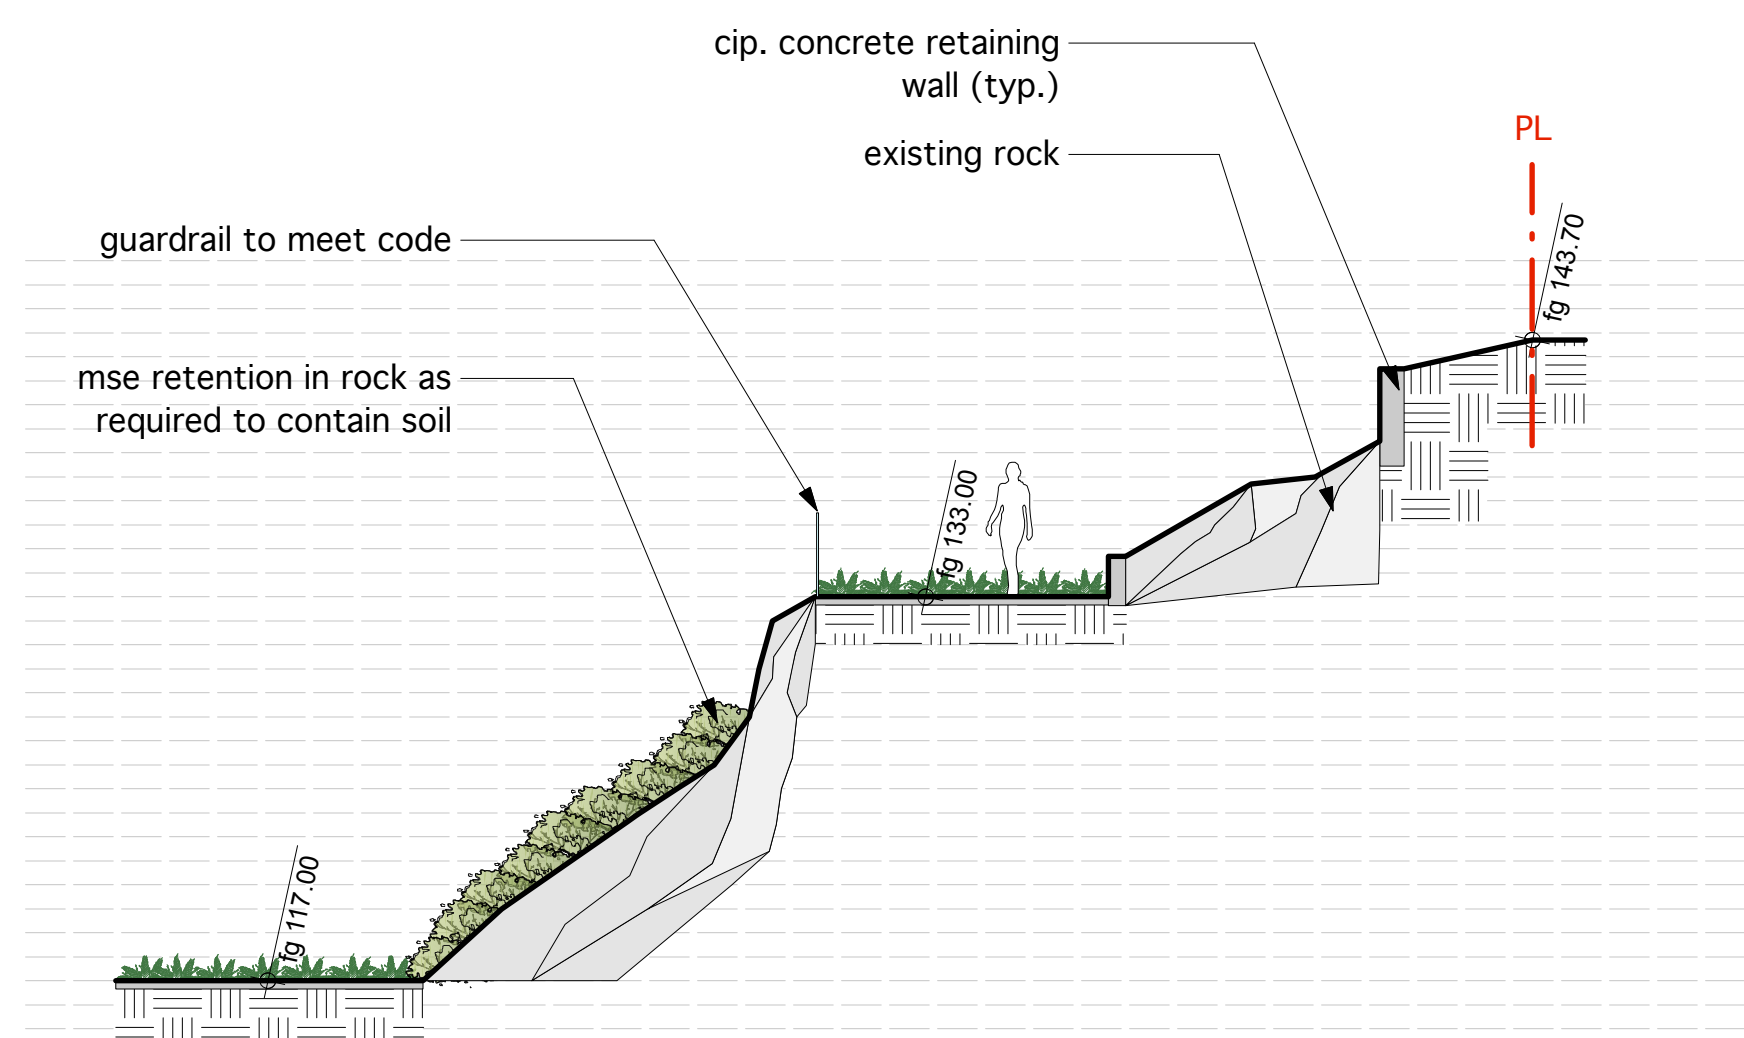 cip. concrete retaining
wall (typ.)
PL
existing rock
fg 143.70
guardrail to meet code
mse retention in rock as
required to contain soil
fg 133.00
fg 117.00